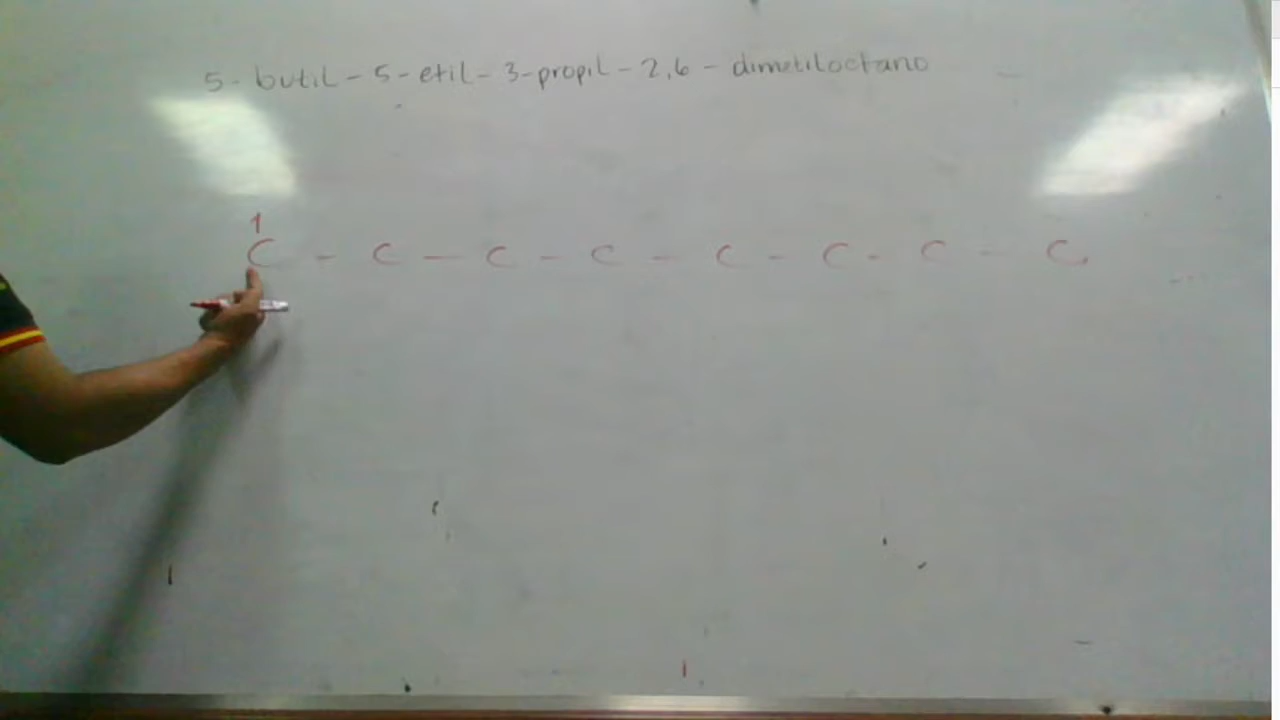 5-butil-5-etil-3-propil-2,6-dimetiloctano
1
C - C - C - C - C - C - C - C